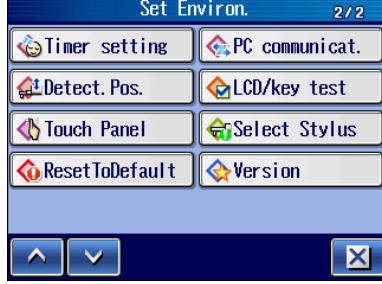 Set Environ. 2/2
Timer setting PC communicat.
Detect.Pos. LCD/key test
Touch Panel Select Stylus
ResetToDefault Version